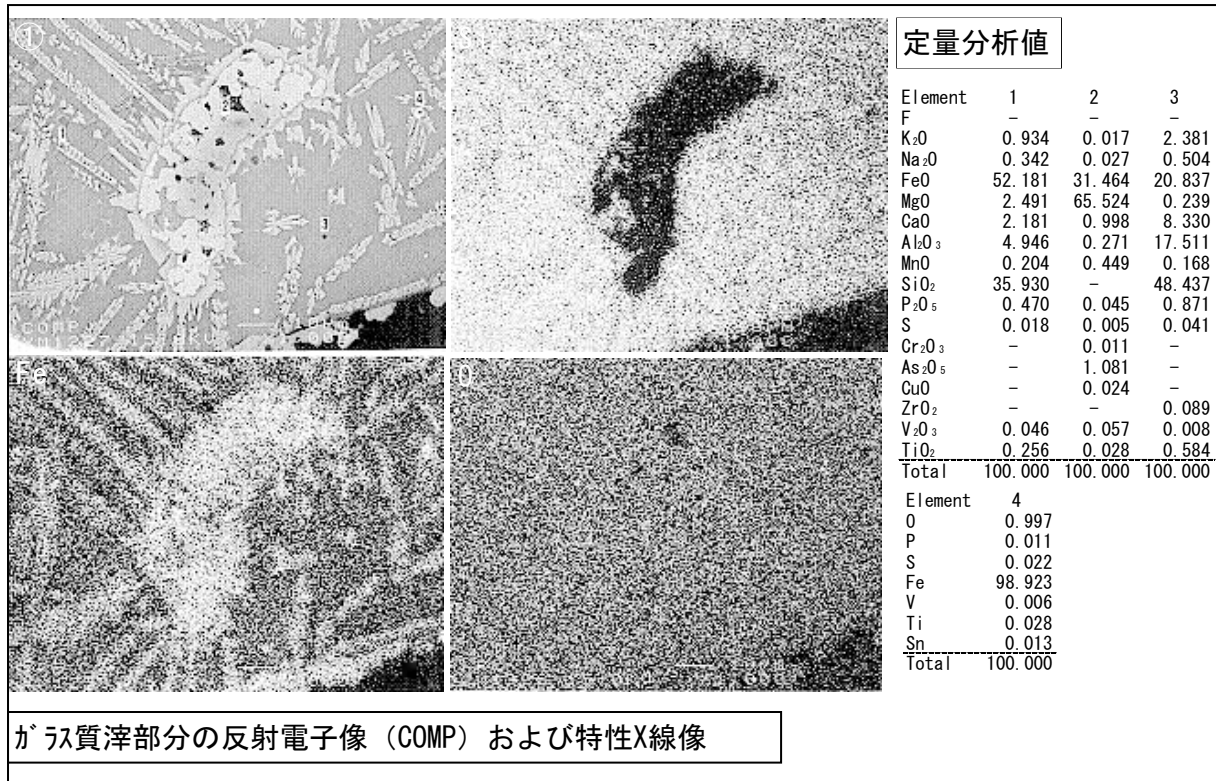 ①
COMP
Fe
O
定量分析値
Element 1 2 3
F - - -
K₂O 0.934 0.017 2.381
Na₂O 0.342 0.027 0.504
FeO 52.181 31.464 20.837
MgO 2.491 65.524 0.239
CaO 2.181 0.998 8.330
Al₂O₃ 4.946 0.271 17.511
MnO 0.204 0.449 0.168
SiO₂ 35.930 - 48.437
P₂O₅ 0.470 0.045 0.871
S 0.018 0.005 0.041
Cr₂O₃ - 0.011 -
As₂O₅ - 1.081 -
CuO - 0.024 -
ZrO₂ - - 0.089
V₂O₃ 0.046 0.057 0.008
TiO₂ 0.256 0.028 0.584
Total 100.000 100.000 100.000
Element 4
O 0.997
P 0.011
S 0.022
Fe 98.923
V 0.006
Ti 0.028
Sn 0.013
Total 100.000
ガラス質滓部分の反射電子像（COMP）および特性X線像